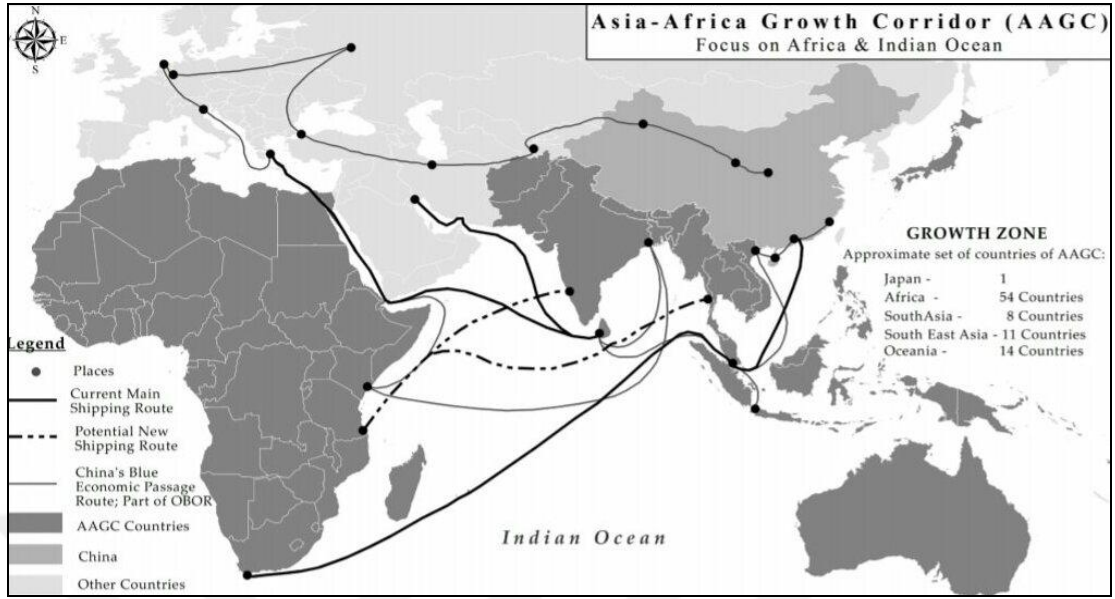 N
E
S
Asia-Africa Growth Corridor (AAGC)
Focus on Africa & Indian Ocean
GROWTH ZONE
Approximate set of countries of AAGC:
Japan - 1
Africa - 54 Countries
SouthAsia - 8 Countries
South East Asia - 11 Countries
Oceania - 14 Countries
Legend
Places
Current Main
Shipping Route
Potential New
Shipping Route
China's Blue
Economic Passage
Route; Part of OBOR
AAGC Countries
China
Other Countries
Indian Ocean